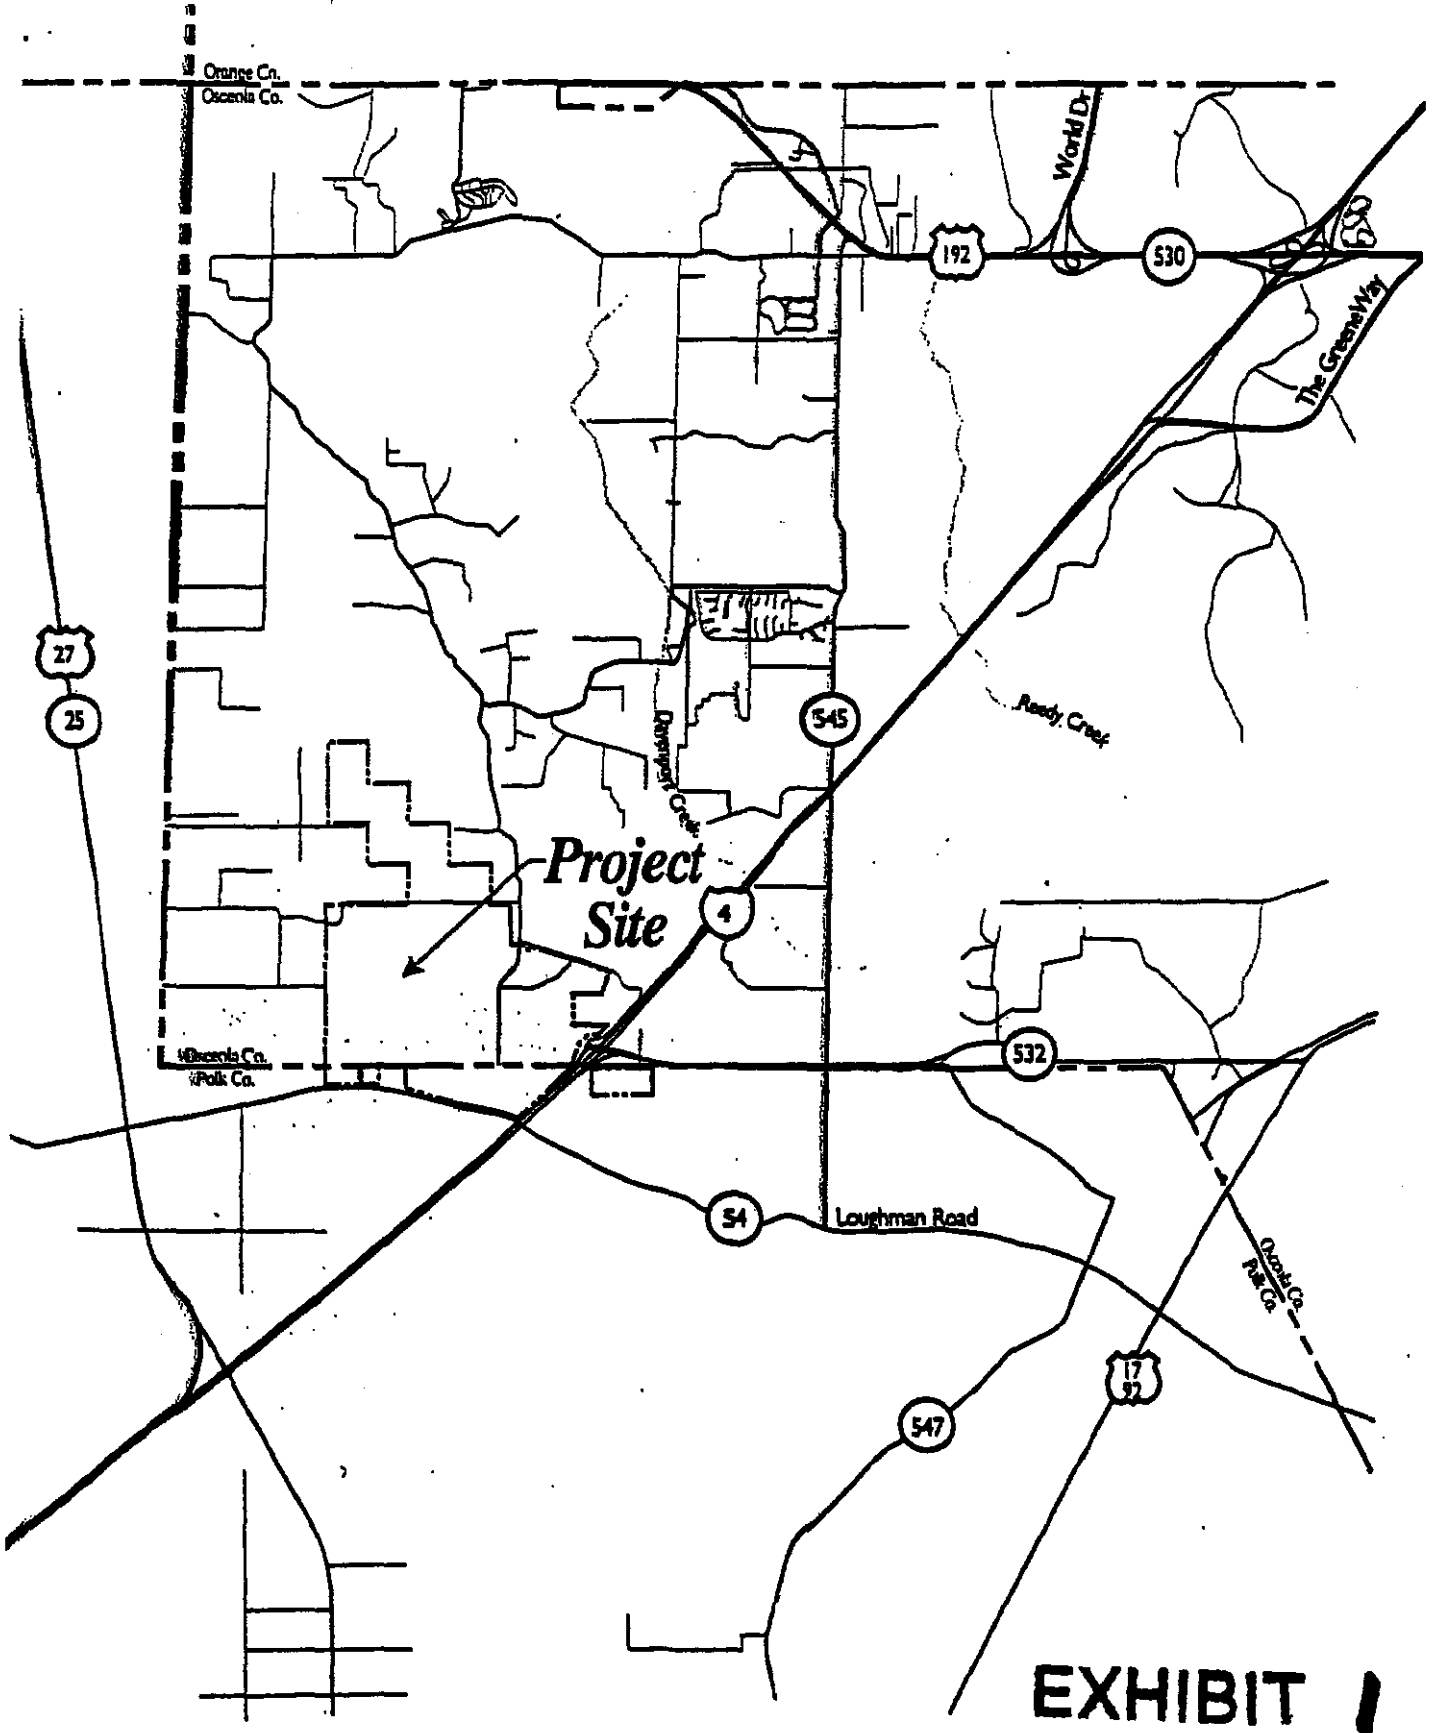 Orange Co.
Osceola Co.
World Dr
192
530
The GreeneWay
27
25
545
Reedy Creek
Davenport Creek
Project
Site
4
Osceola Co.
Polk Co.
532
54
Loughman Road
Osceola Co.
Polk Co.
17
92
547
EXHIBIT 1